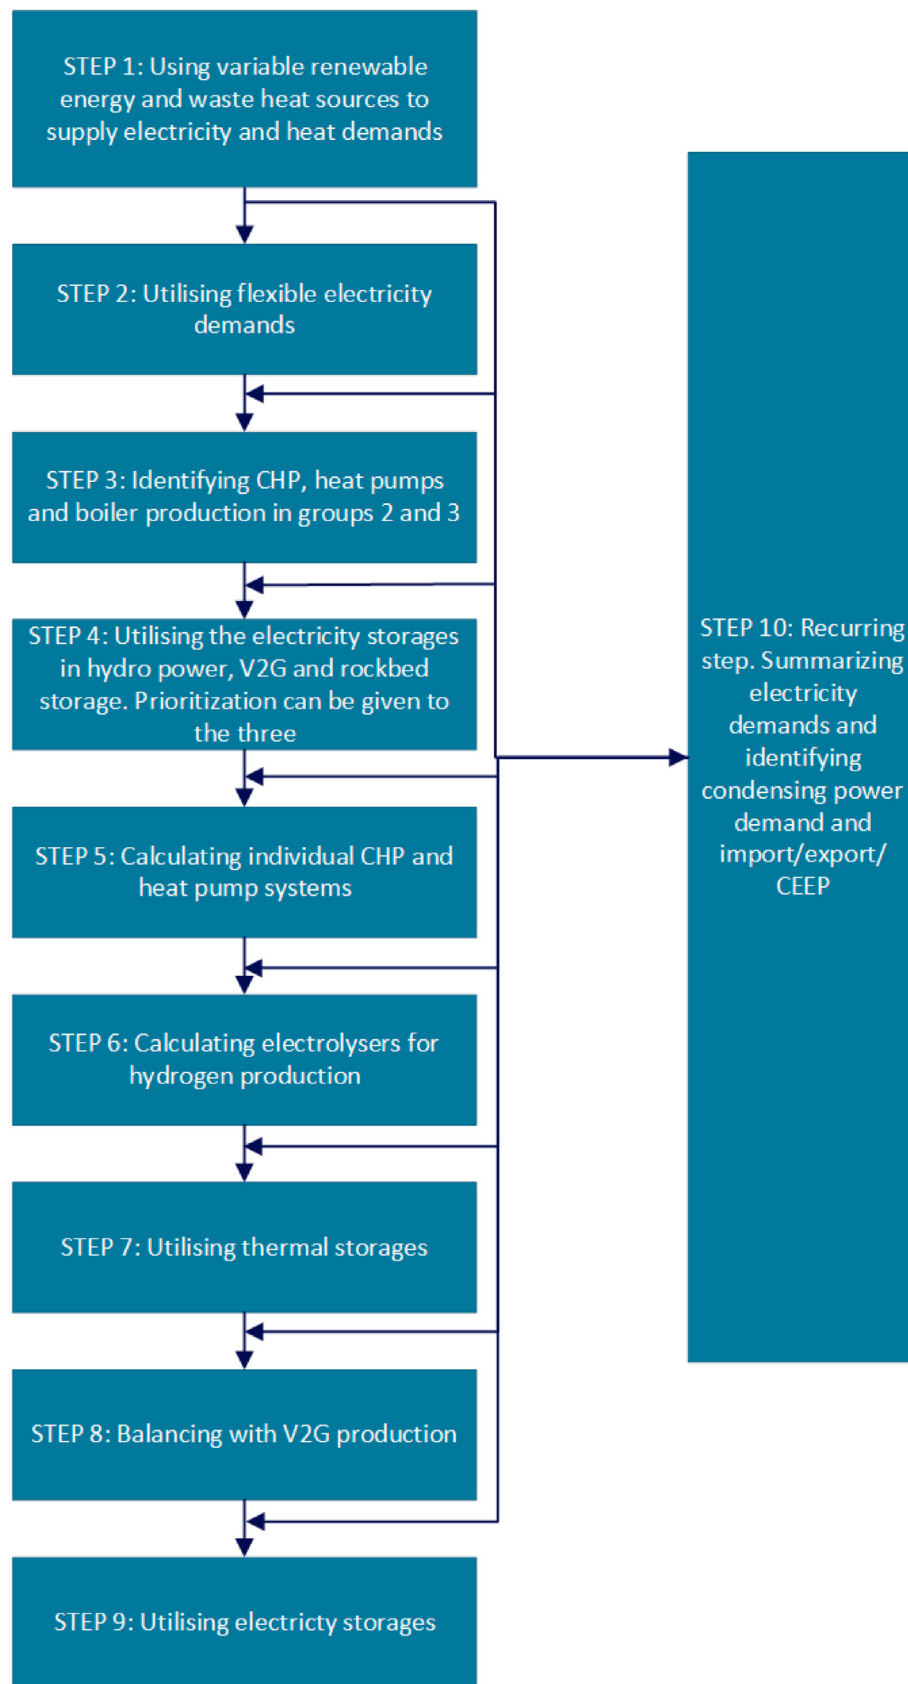 STEP 1: Using variable renewable
energy and waste heat sources to
supply electricity and heat demands
STEP 2: Utilising flexible electricity
demands
STEP 3: Identifying CHP, heat pumps
and boiler production in groups 2 and 3
STEP 4: Utilising the electricity storages
in hydro power, V2G and rockbed
storage. Prioritization can be given to
the three
STEP 5: Calculating individual CHP and
heat pump systems
STEP 6: Calculating electrolysers for
hydrogen production
STEP 7: Utilising thermal storages
STEP 8: Balancing with V2G production
STEP 9: Utilising electricty storages
STEP 10: Recurring
step. Summarizing
electricity
demands and
identifying
condensing power
demand and
import/export/
CEEP